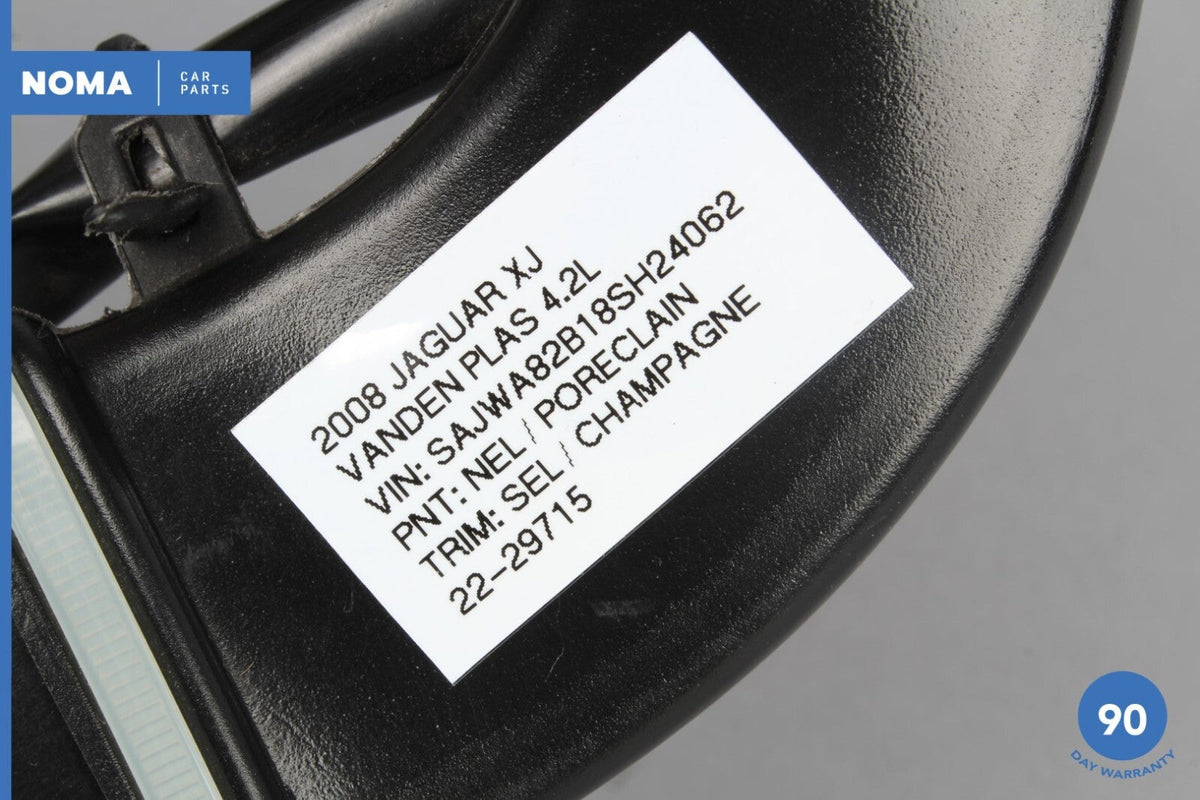 NOMA
CAR
PARTS
2008 JAGUAR XJ
VANDEN PLAS 4.2L
VIN: SAJWA82B18SH24062
PNT: NEL / PORECLAIN
TRIM: SEL / CHAMPAGNE
22-29715
90
DAY WARRANTY